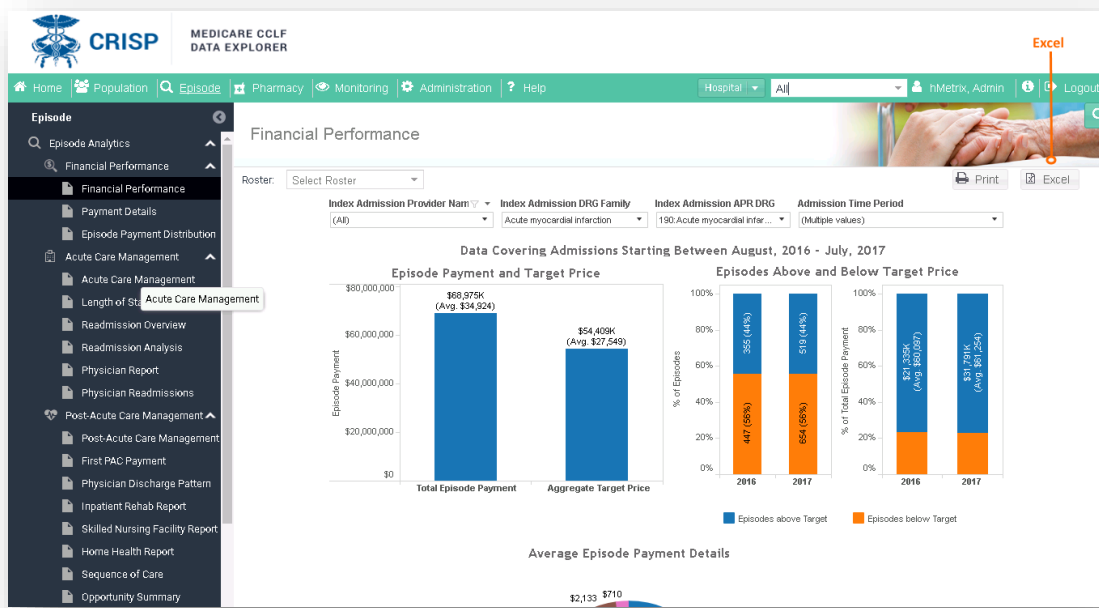 CRISP
MEDICARE CCLF
DATA EXPLORER
Excel
Home Population Episode Pharmacy Monitoring Administration ? Help Hospital All hMetrix, Admin Logout
Episode
Episode Analytics
Financial Performance
Financial Performance
Payment Details
Episode Payment Distribution
Acute Care Management
Acute Care Management
Length of Sta
Acute Care Management
Readmission Overview
Readmission Analysis
Physician Report
Physician Readmissions
Post-Acute Care Management
Post-Acute Care Management
First PAC Payment
Physician Discharge Pattern
Inpatient Rehab Report
Skilled Nursing Facility Report
Home Health Report
Sequence of Care
Opportunity Summary
Financial Performance
Roster: Select Roster
Print Excel
Index Admission Provider Nam Index Admission DRG Family Index Admission APR DRG Admission Time Period
(All) Acute myocardial infarction 190:Acute myocardial infar... (Multiple values)
Data Covering Admissions Starting Between August, 2016 - July, 2017
Episode Payment and Target Price
Episode Payment
$80,000,000
$60,000,000
$40,000,000
$20,000,000
$0
$68,975K
(Avg. $34,924)
$54,409K
(Avg. $27,549)
Total Episode Payment Aggregate Target Price
Episodes Above and Below Target Price
% of Episodes
100%
80%
60%
40%
20%
0%
355 (44%)
447 (56%)
519 (44%)
654 (56%)
2016 2017
% of Total Episode Payment
100%
80%
60%
40%
20%
0%
$21,335K
(Avg. $60,097)
$31,791K
(Avg. $61,254)
2016 2017
Episodes above Target Episodes below Target
Average Episode Payment Details
$2,133 $710